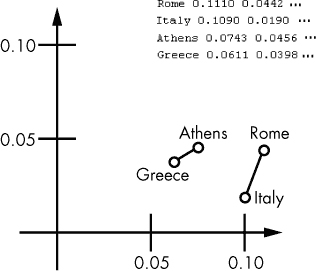 Rome 0.1110 0.0442 ...
Italy 0.1090 0.0190 ...
Athens 0.0743 0.0456 ...
Greece 0.0611 0.0398 ...
0.10
0.05
Athens
Rome
Greece
Italy
0.05
0.10